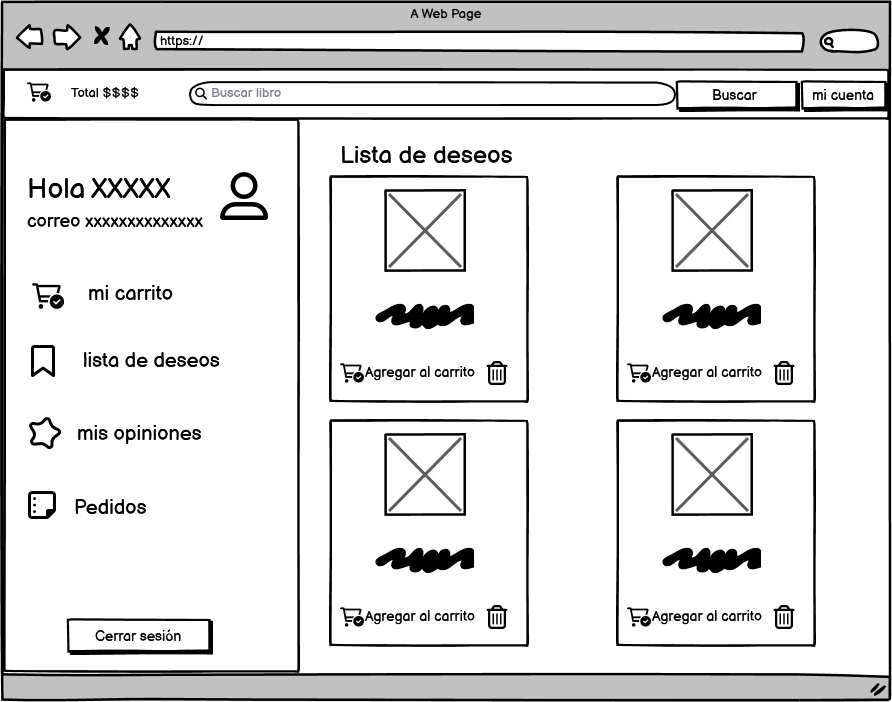 A Web Page
https://
Total $$$$
Buscar libro
Buscar
mi cuenta
Hola XXXXX
correo xxxxxxxxxxxxxx
mi carrito
lista de deseos
mis opiniones
Pedidos
Cerrar sesión
Lista de deseos
Agregar al carrito
Agregar al carrito
Agregar al carrito
Agregar al carrito